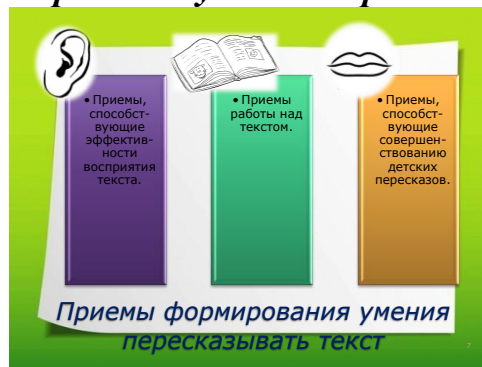 • Приемы,
способст-
вующие
эффектив-
ности
восприятия
текста.
• Приемы
работы над
текстом.
• Приемы,
способст-
вующие
совершен-
ствованию
детских
пересказов.
Приемы формирования умения
пересказывать текст
7